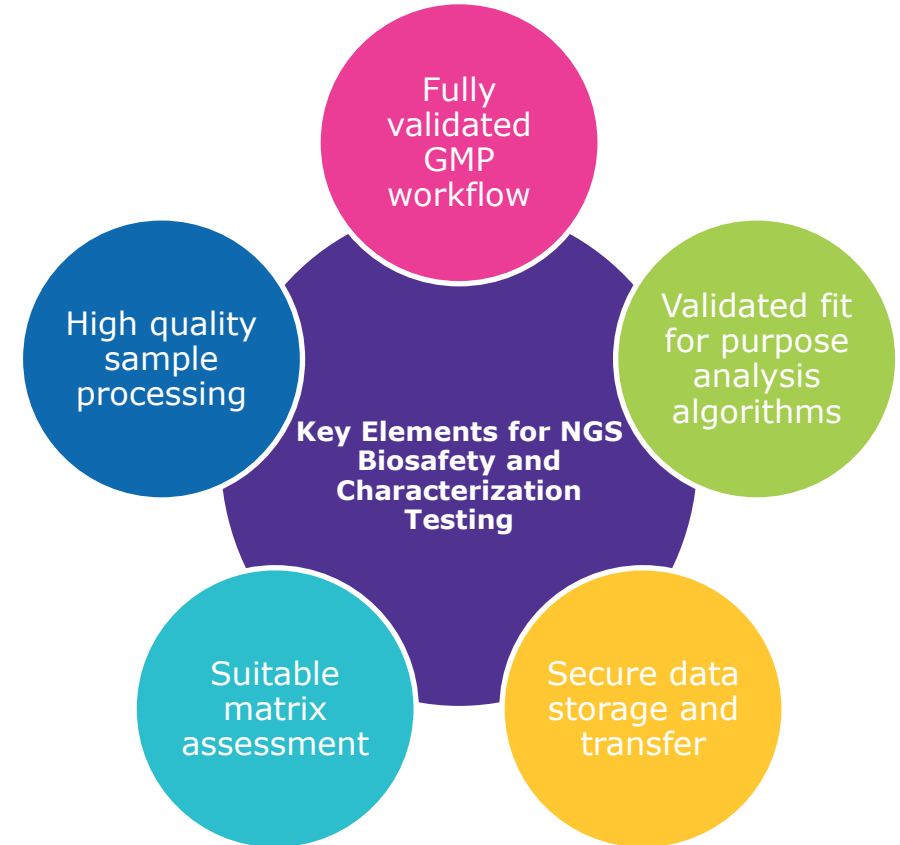 Fully
validated
GMP
workflow
High quality
sample
processing
Validated fit
for purpose
analysis
algorithms
Key Elements for NGS
Biosafety and
Characterization
Testing
Suitable
matrix
assessment
Secure data
storage and
transfer